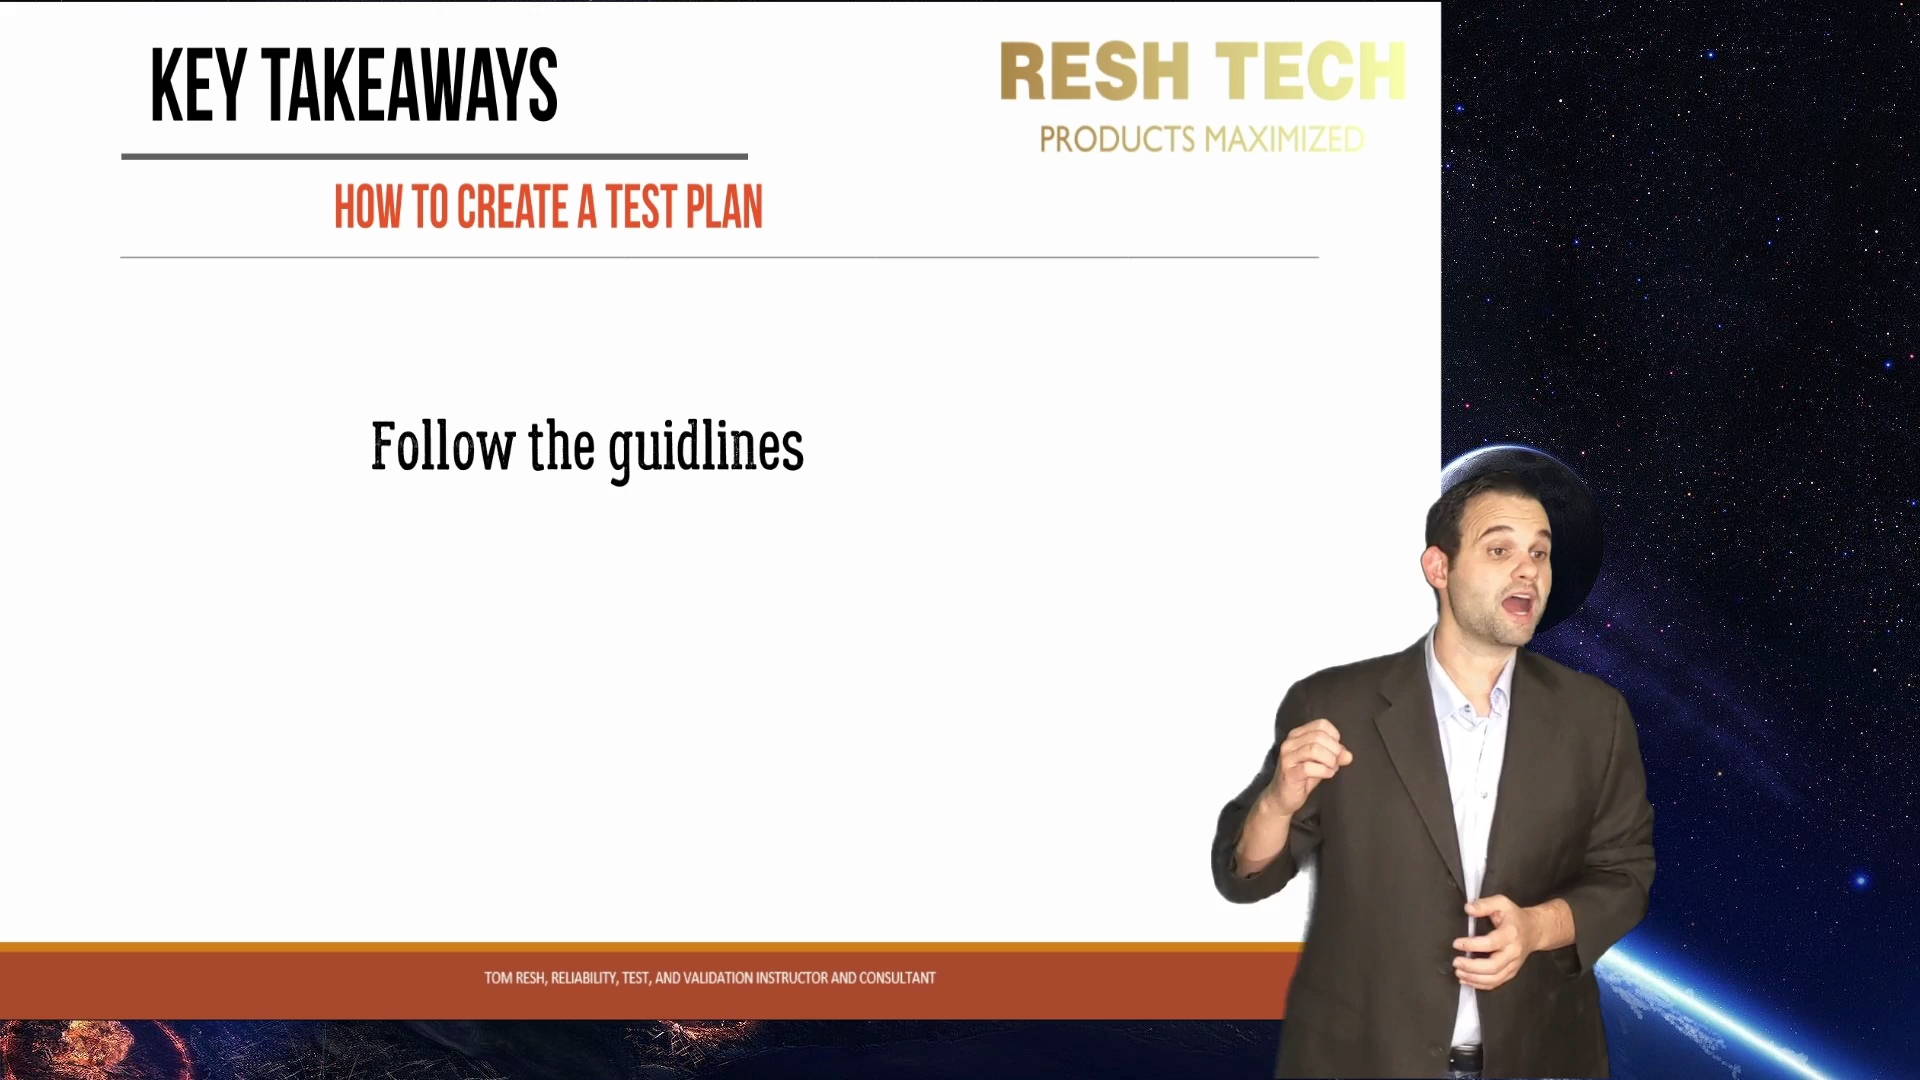 KEY TAKEAWAYS
RESH TECH
PRODUCTS MAXIMIZED
HOW TO CREATE A TEST PLAN
Follow the guidlines
TOM RESH, RELIABILITY, TEST, AND VALIDATION INSTRUCTOR AND CONSULTANT